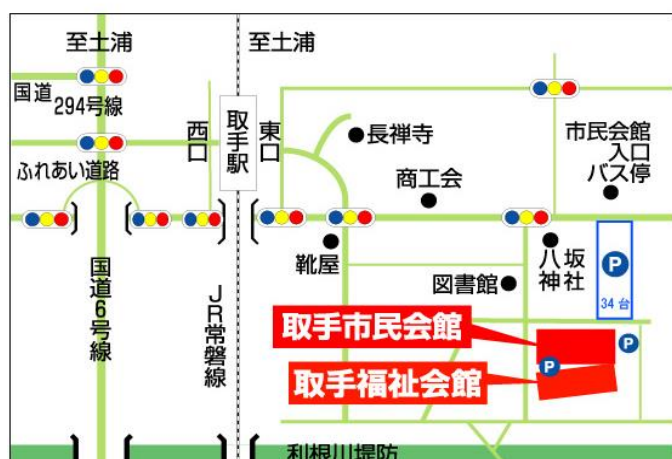 至土浦
至土浦
国道
294号線
ふれあい道路
西口
取手駅
東口
長禅寺
商工会
市民会館
入口
バス停
靴屋
図書館
八坂
神社
P
34台
国道6号線
JR常磐線
取手市民会館
P
P
取手福祉会館
利根川堤防